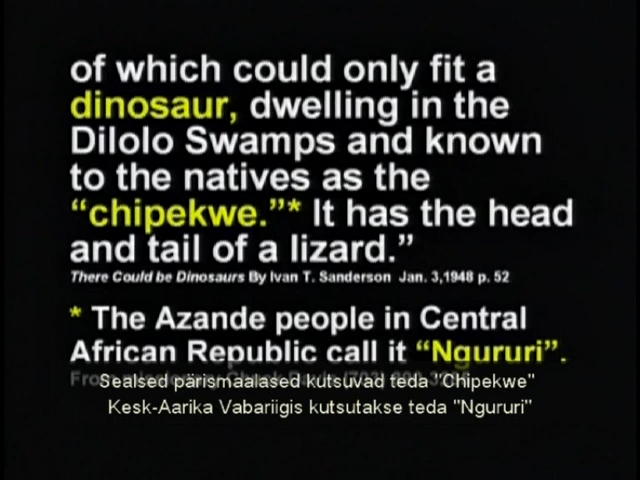 of which could only fit a
dinosaur, dwelling in the
Dilolo Swamps and known
to the natives as the
“chipekwe.”* It has the head
and tail of a lizard.”
There Could be Dinosaurs By Ivan T. Sanderson Jan. 3,1948 p. 52
* The Azande people in Central
African Republic call it “Ngururi”.
From
Sealsed pärismaalased kutsuvad teda "Chipekwe"
Kesk-Aarika Vabariigis kutsutakse teda "Ngururi"